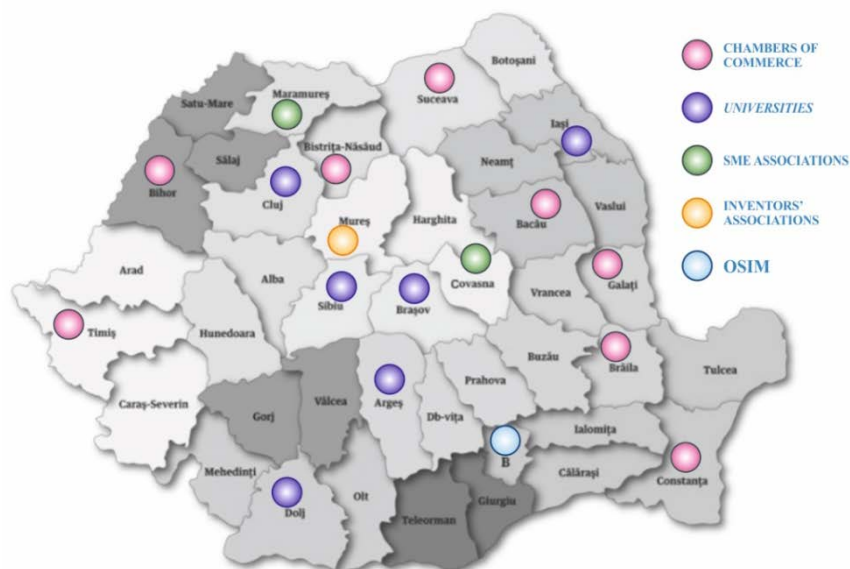 Botoșani
Satu-Mare
Maramureș
Suceava
Iași
Bistrița-Năsăud
Sălaj
Neamț
Bihor
Cluj
Mureș
Harghita
Bacău
Vaslui
Arad
Alba
Sibiu
Brașov
Covasna
Vrancea
Galați
Timiș
Hunedoara
Buzău
Brăila
Tulcea
Caraș-Severin
Gorj
Vâlcea
Argeș
Prahova
Db-vița
Ialomița
B
Mehedinți
Călărași
Constanța
Dolj
Olt
Teleorman
Giurgiu
CHAMBERS OF
COMMERCE
UNIVERSITIES
SME ASSOCIATIONS
INVENTORS'
ASSOCIATIONS
OSIM